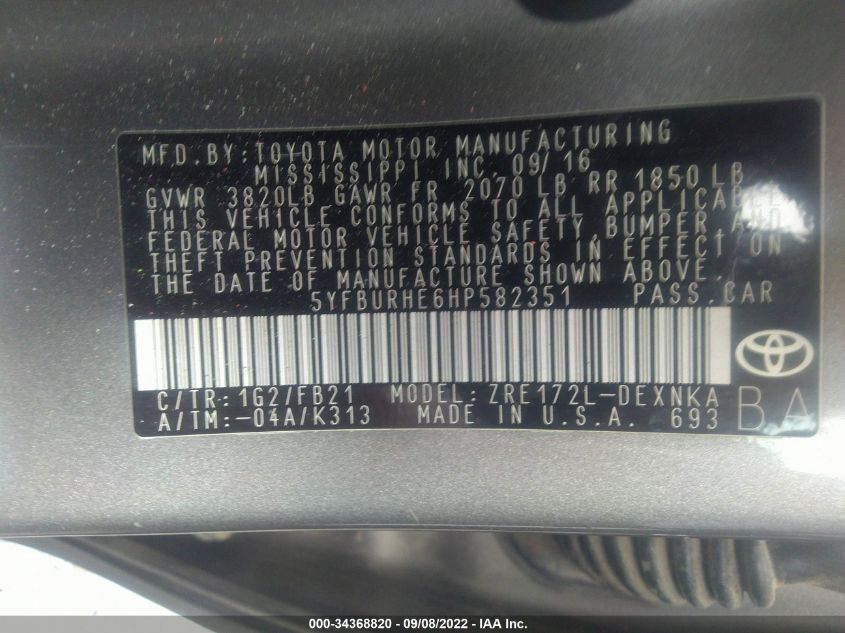 MFD. BY: TOYOTA MOTOR MANUFACTURING
MISSISSIPPI INC. 09/16
GVWR 3820LB GAWR FR 2070 LB RR 1850 LB
THIS VEHICLE CONFORMS TO ALL APPLICABLE
FEDERAL MOTOR VEHICLE SAFETY, BUMPER, AND
THEFT PREVENTION STANDARDS IN EFFECT ON
THE DATE OF MANUFACTURE SHOWN ABOVE.
5YFBURHE6HP582351 PASS. CAR
C/TR: 1G2/FB21 MODEL: ZRE172L-DEXNKA
A/TM:-04A/K313 MADE IN U.S.A. 693 BA
000-34368820 - 09/08/2022 - IAA Inc.